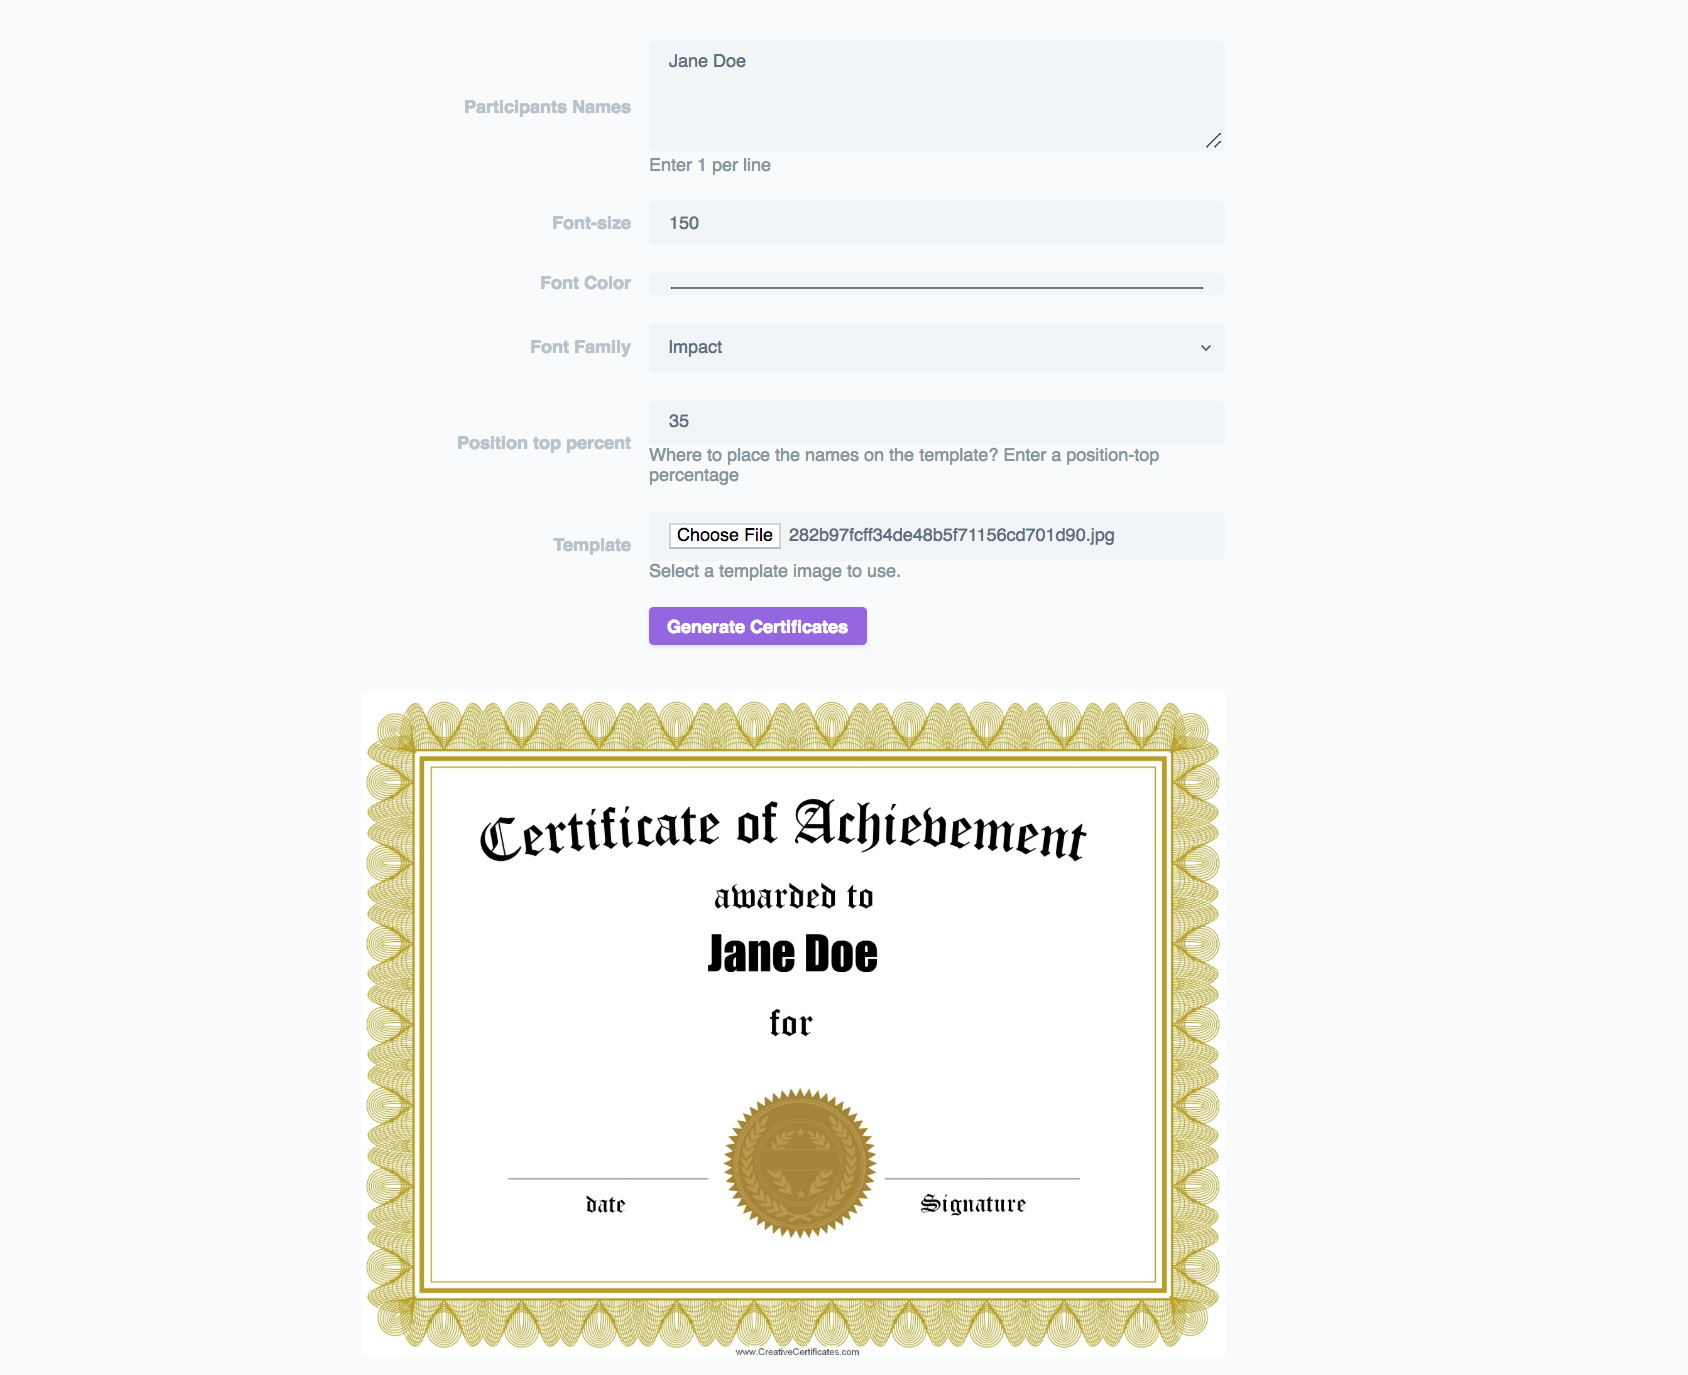 Jane Doe
Participants Names
Enter 1 per line
Font-size
150
Font Color
Font Family
Impact
35
Position top percent
Where to place the names on the template? Enter a position-top
percentage
Choose File 282b97fcff34de48b5f71156cd701d90.jpg
Template
Select a template image to use.
Generate Certificates
Certificate of Achievement
awarded to
Jane Doe
for
date
Signature
www.CreativeCertificates.com